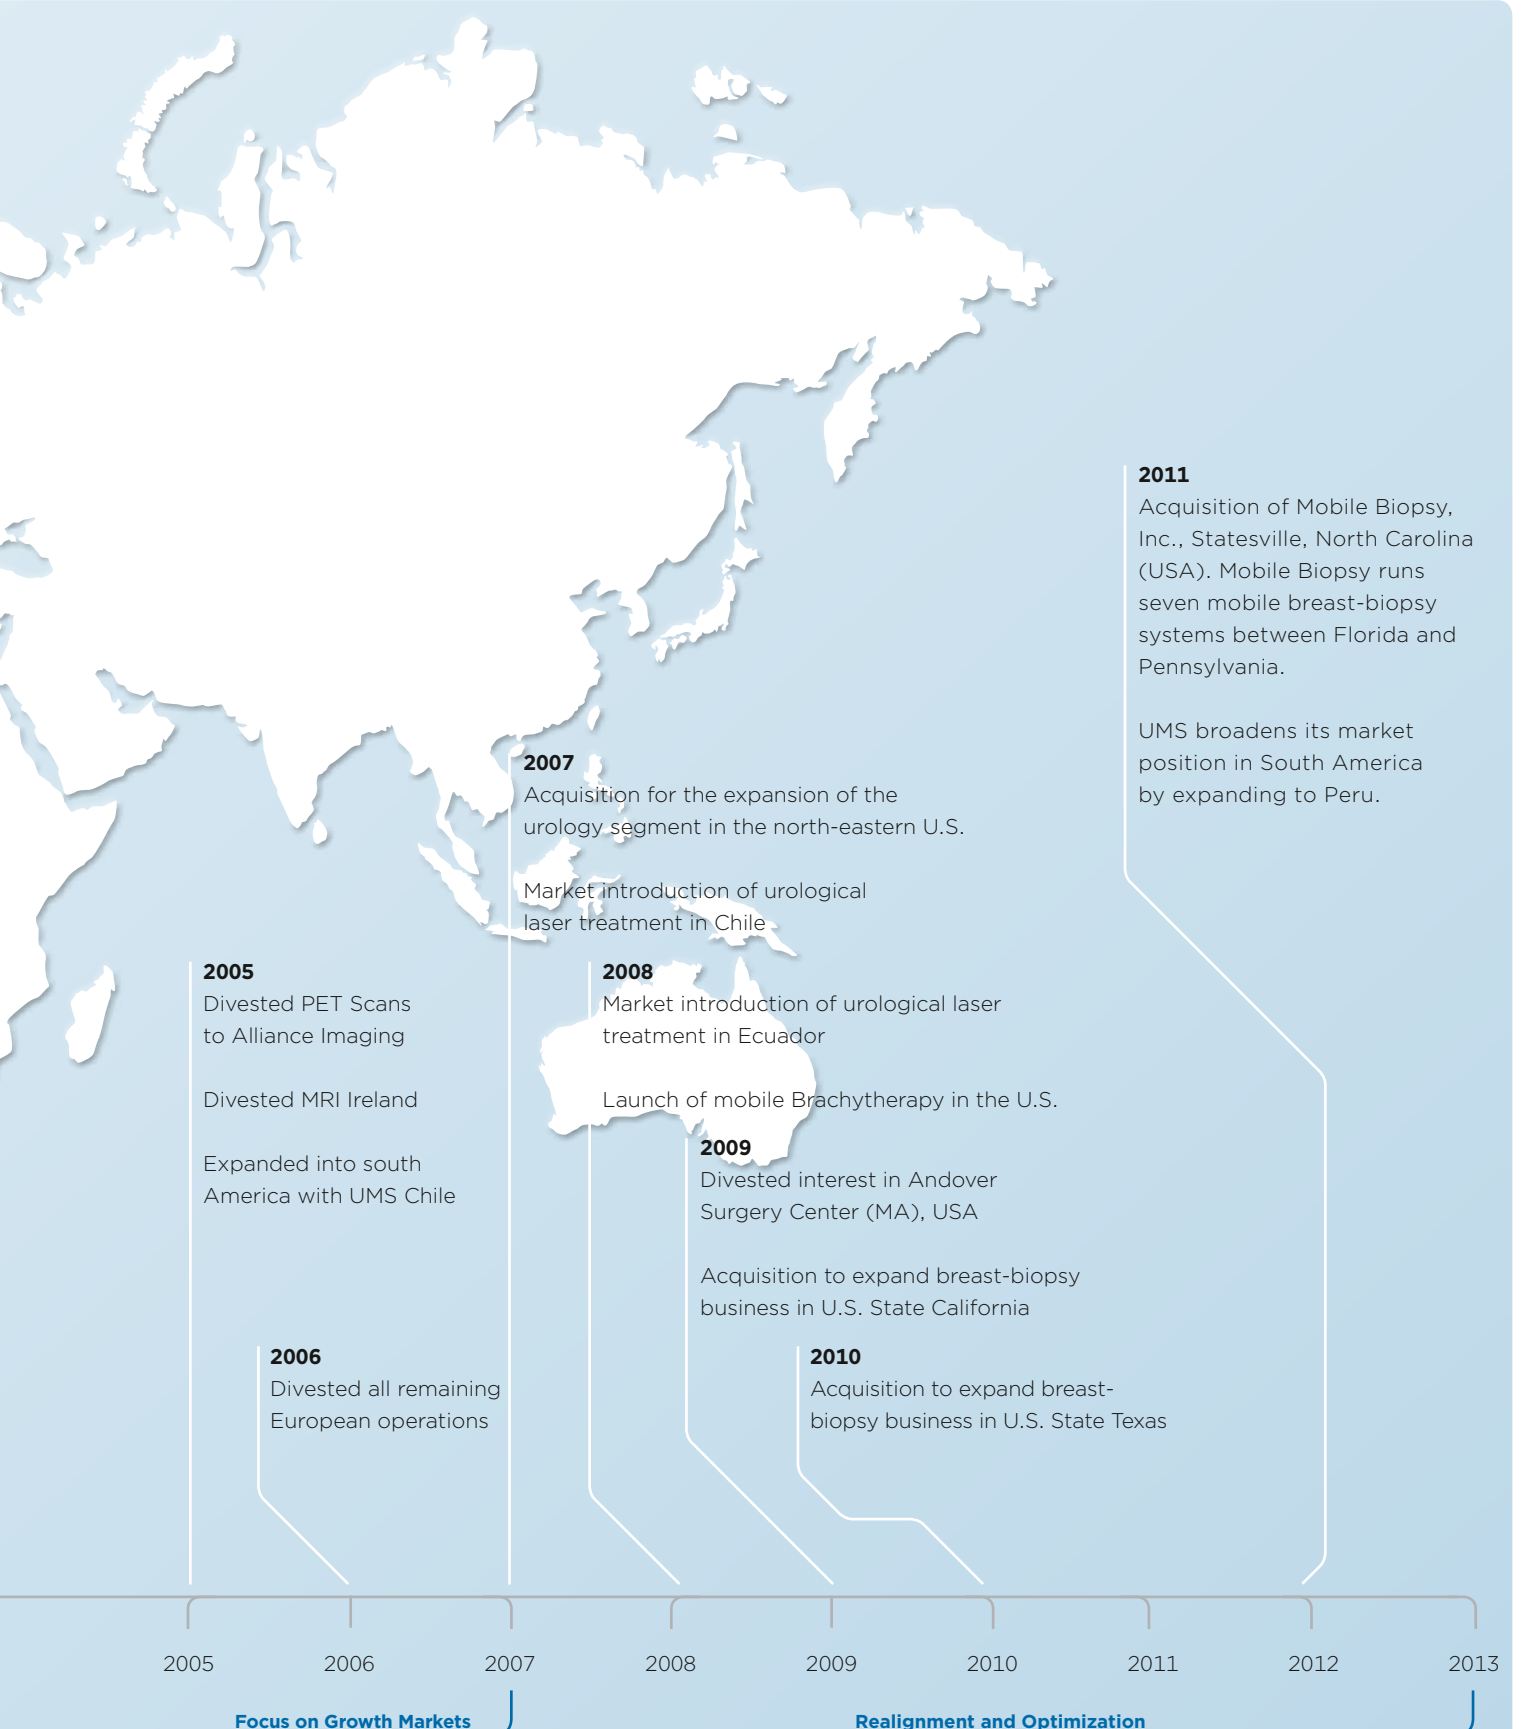 2011
Acquisition of Mobile Biopsy,
Inc., Statesville, North Carolina
(USA). Mobile Biopsy runs
seven mobile breast-biopsy
systems between Florida and
Pennsylvania.
UMS broadens its market
position in South America
by expanding to Peru.
2007
Acquisition for the expansion of the
urology segment in the north-eastern U.S.
Market introduction of urological
laser treatment in Chile
2005
Divested PET Scans
to Alliance Imaging
Divested MRI Ireland
Expanded into south
America with UMS Chile
2008
Market introduction of urological laser
treatment in Ecuador
Launch of mobile Brachytherapy in the U.S.
2009
Divested interest in Andover
Surgery Center (MA), USA
Acquisition to expand breast-biopsy
business in U.S. State California
2006
Divested all remaining
European operations
2010
Acquisition to expand breast-
biopsy business in U.S. State Texas
2005 2006 2007 2008 2009 2010 2011 2012 2013
Focus on Growth Markets Realignment and Optimization